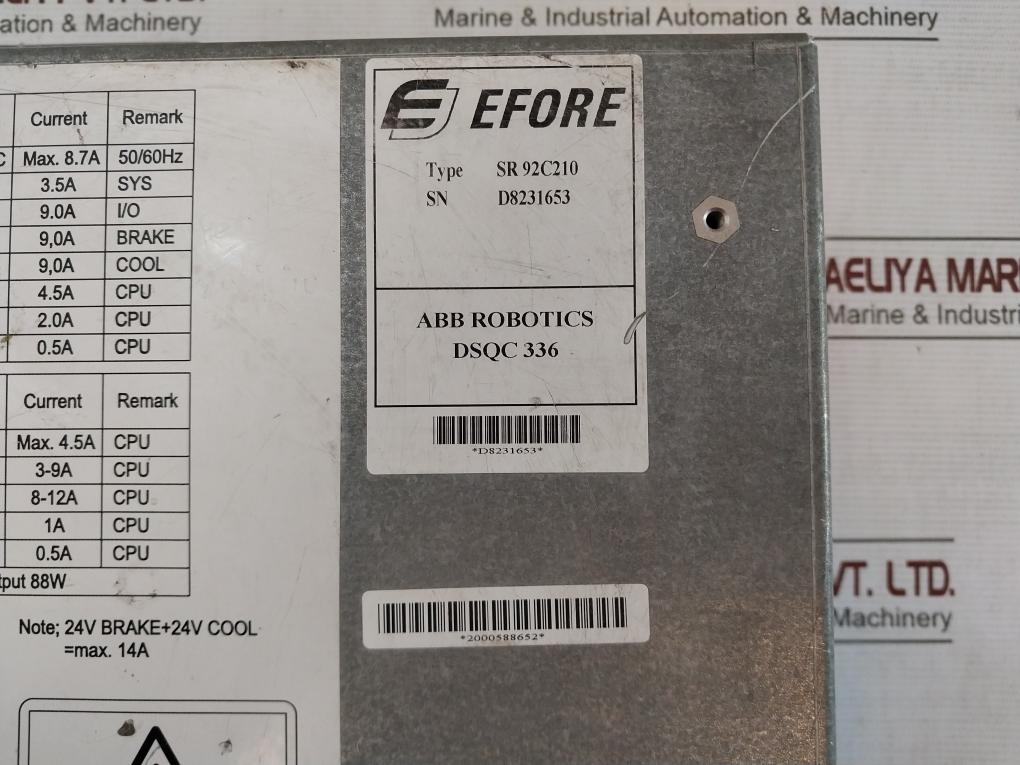 ation & Machinery
Marine & Industrial Automation & Machinery
Current Remark
C Max. 8.7A 50/60Hz
3.5A SYS
9.0A I/O
9,0A BRAKE
9,0A COOL
4.5A CPU
2.0A CPU
0.5A CPU
Current Remark
Max. 4.5A CPU
3-9A CPU
8-12A CPU
1A CPU
0.5A CPU
tput 88W
Note; 24V BRAKE+24V COOL
=max. 14A
EFORE
Type SR 92C210
SN D8231653
ABB ROBOTICS
DSQC 336
*D8231653*
*2000588652*
AELIYA MARI
Marine & Industri
VT. LTD.
Machinery